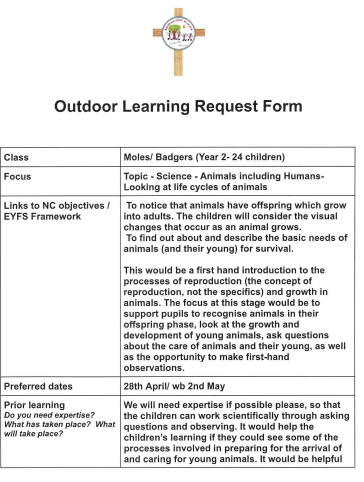 Outdoor Learning Request Form
Class
Moles/ Badgers (Year 2- 24 children)
Focus
Topic - Science - Animals including Humans-
Looking at life cycles of animals
Links to NC objectives /
EYFS Framework
To notice that animals have offspring which grow
into adults. The children will consider the visual
changes that occur as an animal grows.
To find out about and describe the basic needs of
animals (and their young) for survival.
This would be a first hand introduction to the
processes of reproduction (the concept of
reproduction, not the specifics) and growth in
animals. The focus at this stage would be to
support pupils to recognise animals in their
offspring phase, look at the growth and
development of young animals, ask questions
about the care of animals and their young, as well
as the opportunity to make first-hand
observations.
Preferred dates
28th April/ wb 2nd May
Prior learning
Do you need expertise?
What has taken place? What
will take place?
We will need expertise if possible please, so that
the children can work scientifically through asking
questions and observing. It would help the
children's learning if they could see some of the
processes involved in preparing for the arrival of
and caring for young animals. It would be helpful